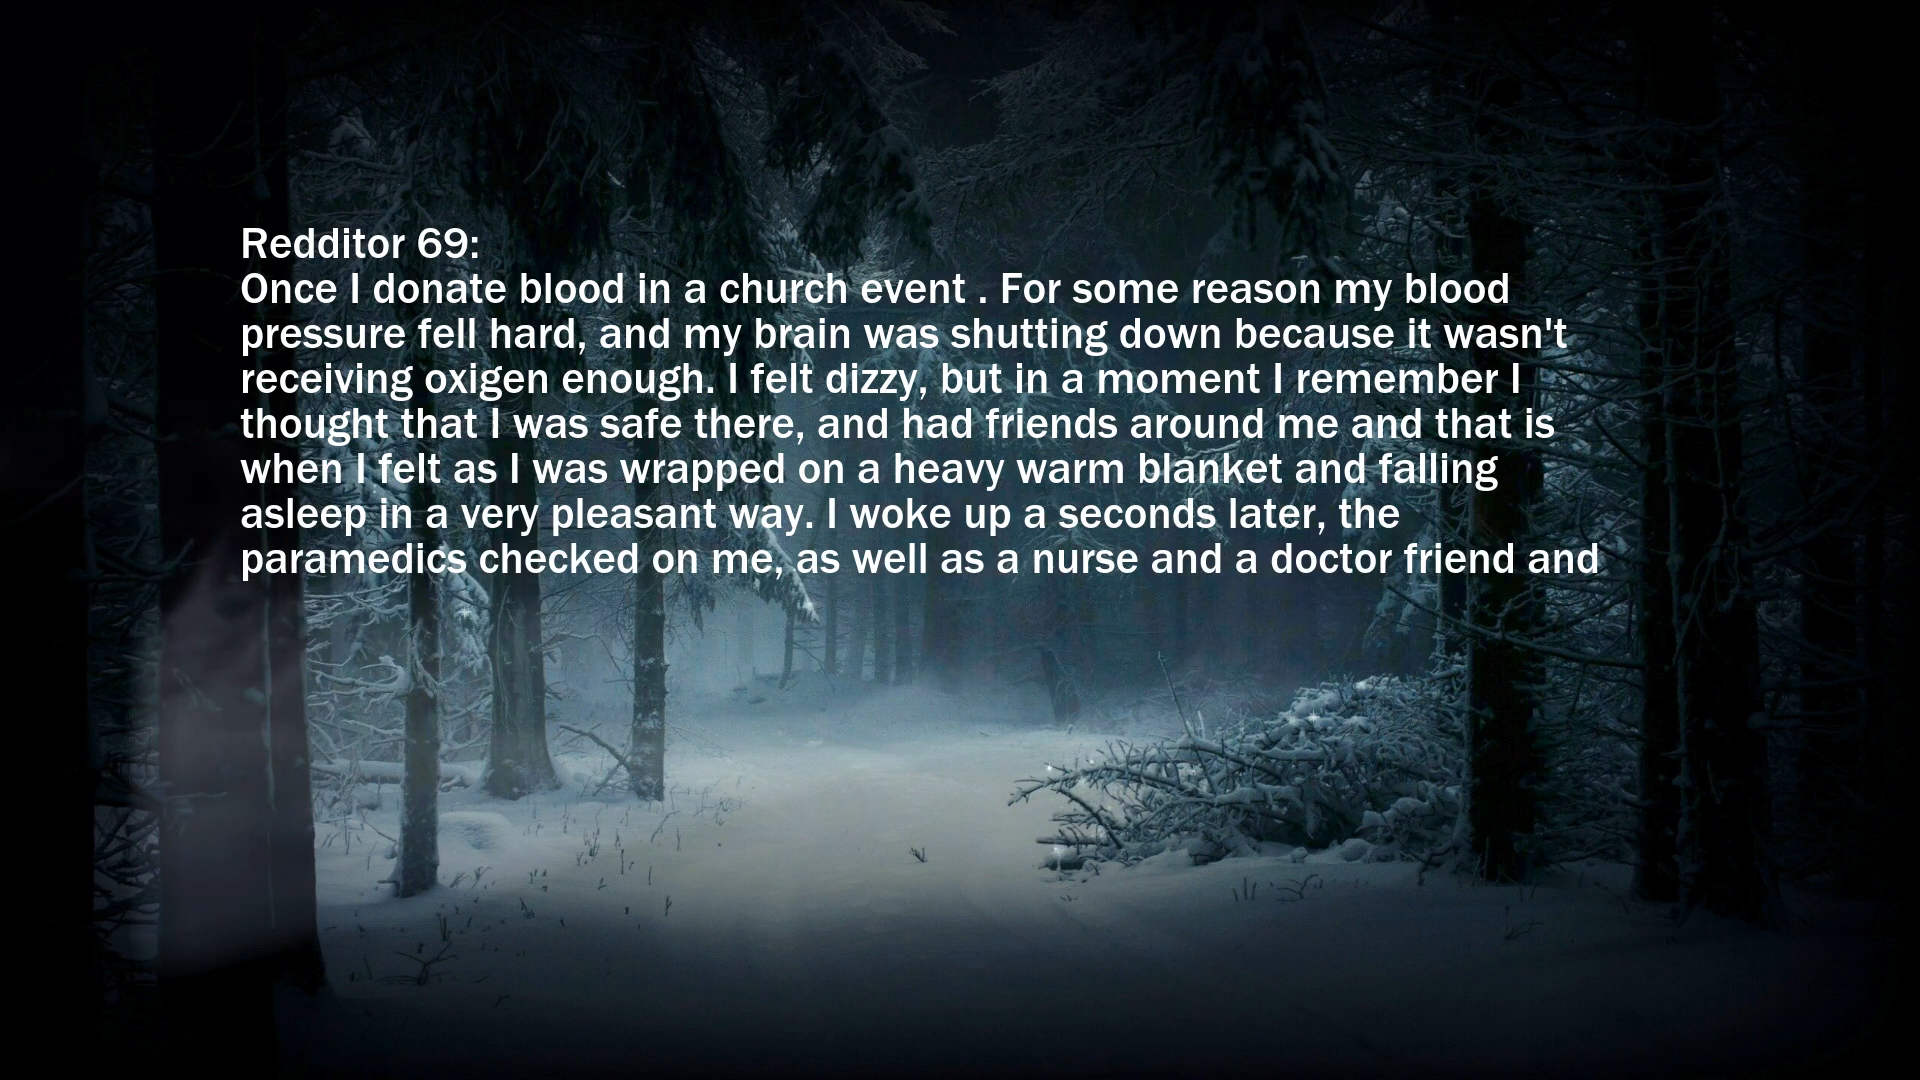 Redditor 69:
Once I donate blood in a church event . For some reason my blood
pressure fell hard, and my brain was shutting down because it wasn't
receiving oxigen enough. I felt dizzy, but in a moment I remember I
thought that I was safe there, and had friends around me and that is
when I felt as I was wrapped on a heavy warm blanket and falling
asleep in a very pleasant way. I woke up a seconds later, the
paramedics checked on me, as well as a nurse and a doctor friend and